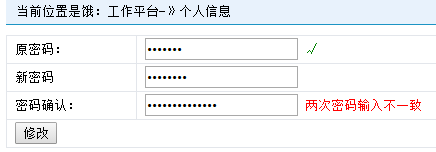 当前位置是饿：工作平台-》个人信息
原密码： ••••••• √
新密码 ••••••••
密码确认： •••••••••••••• 两次密码输入不一致
修改